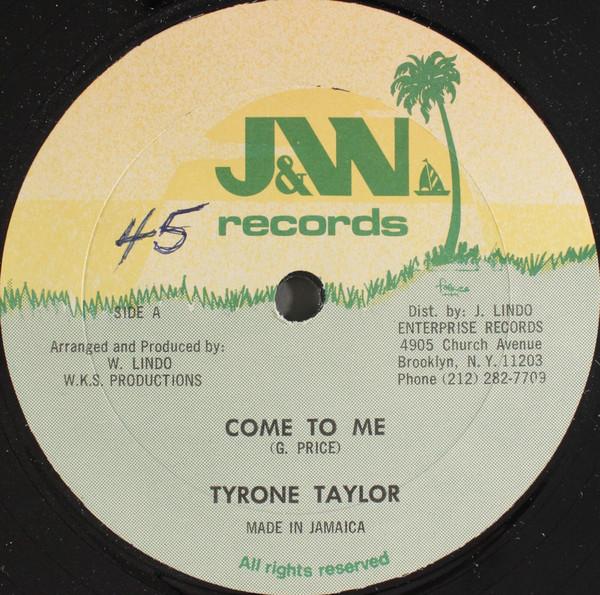 J&W
records
45
SIDE A
Arranged and Produced by:
W. LINDO
W.K.S. PRODUCTIONS
Dist. by: J. LINDO
ENTERPRISE RECORDS
4905 Church Avenue
Brooklyn, N.Y. 11203
Phone (212) 282-7709
COME TO ME
(G. PRICE)
TYRONE TAYLOR
MADE IN JAMAICA
All rights reserved